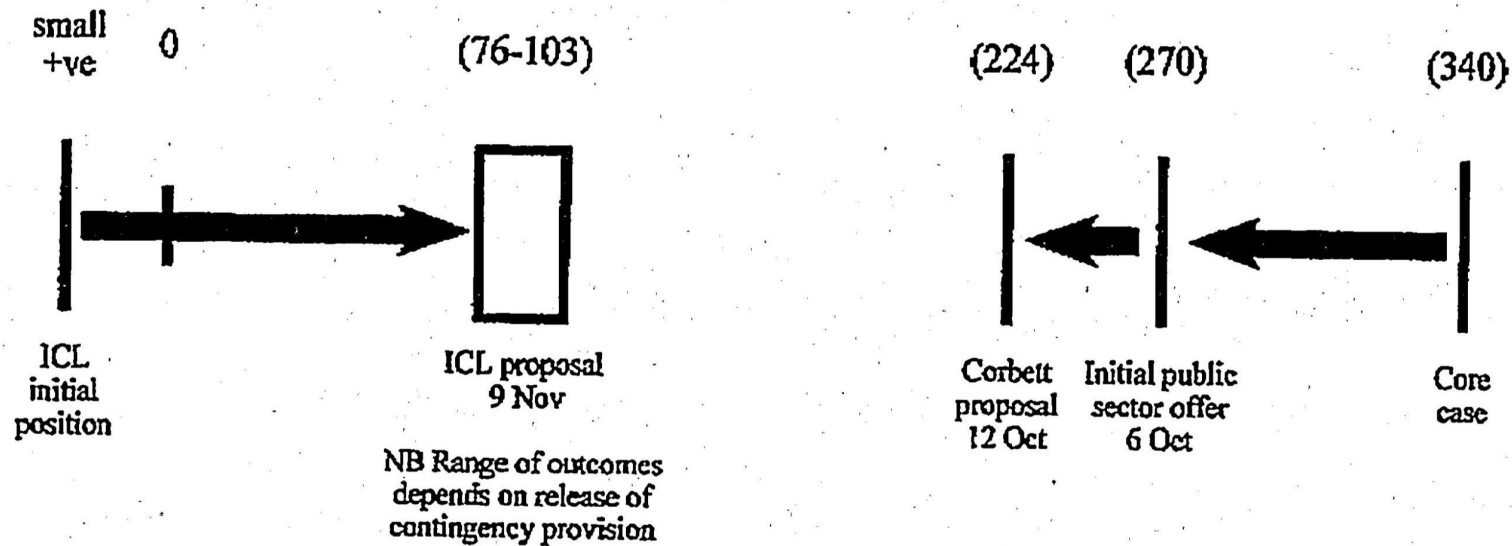 small
+ve
0
(76-103)
(224)
(270)
(340)
ICL
initial
position
ICL proposal
9 Nov
NB Range of outcomes
depends on release of
contingency provision
Corbett
proposal
12 Oct
Initial public
sector offer
6 Oct
Core
case